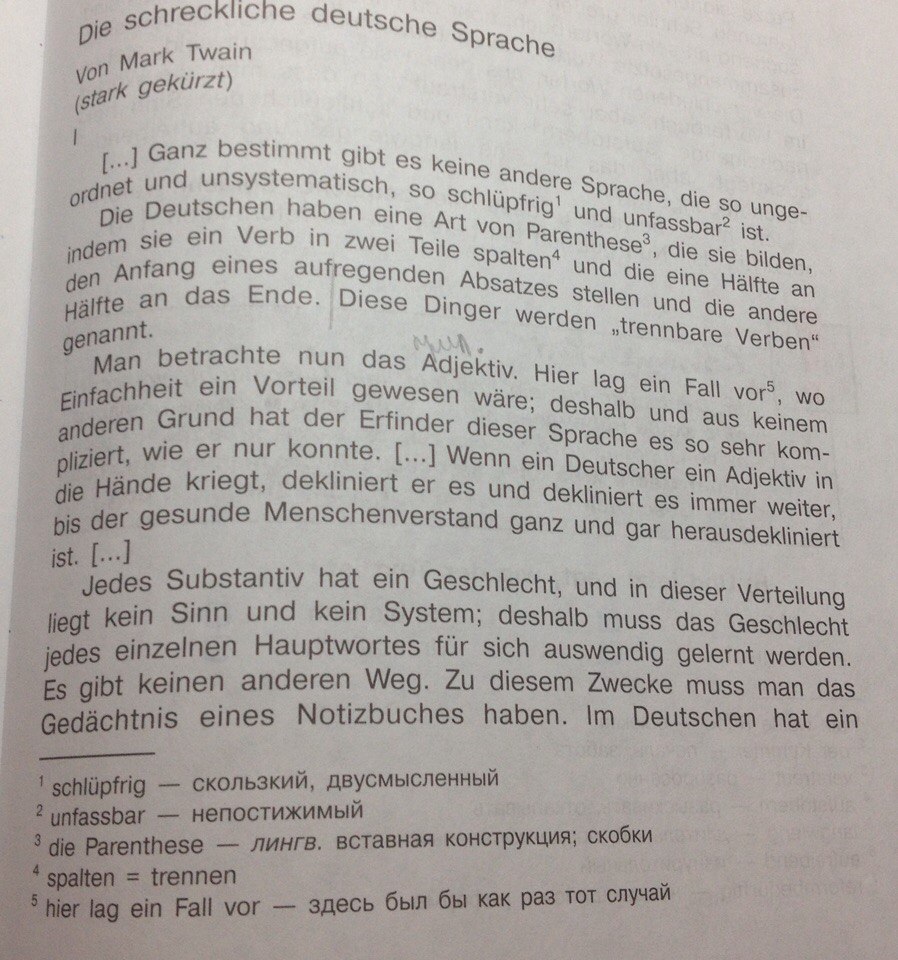 Die schreckliche deutsche Sprache
Von Mark Twain
(stark gekürzt)
I
[...] Ganz bestimmt gibt es keine andere Sprache, die so unge-
ordnet und unsystematisch, so schlüpfrig¹ und unfassbar² ist.
Die Deutschen haben eine Art von Parenthese³, die sie bilden,
indem sie ein Verb in zwei Teile spalten⁴ und die eine Hälfte an
den Anfang eines aufregenden Absatzes stellen und die andere
Hälfte an das Ende. Diese Dinger werden „trennbare Verben“
genannt.
Man betrachte nun das Adjektiv. Hier lag ein Fall vor⁵, wo
Einfachheit ein Vorteil gewesen wäre; deshalb und aus keinem
anderen Grund hat der Erfinder dieser Sprache es so sehr kom-
pliziert, wie er nur konnte. [...] Wenn ein Deutscher ein Adjektiv in
die Hände kriegt, dekliniert er es und dekliniert es immer weiter,
bis der gesunde Menschenverstand ganz und gar herausdekliniert
ist. [...]
Jedes Substantiv hat ein Geschlecht, und in dieser Verteilung
liegt kein Sinn und kein System; deshalb muss das Geschlecht
jedes einzelnen Hauptwortes für sich auswendig gelernt werden.
Es gibt keinen anderen Weg. Zu diesem Zwecke muss man das
Gedächtnis eines Notizbuches haben. Im Deutschen hat ein
¹ schlüpfrig — скользкий, двусмысленный
² unfassbar — непостижимый
³ die Parenthese — лингв. вставная конструкция; скобки
⁴ spalten = trennen
⁵ hier lag ein Fall vor — здесь был бы как раз тот случай